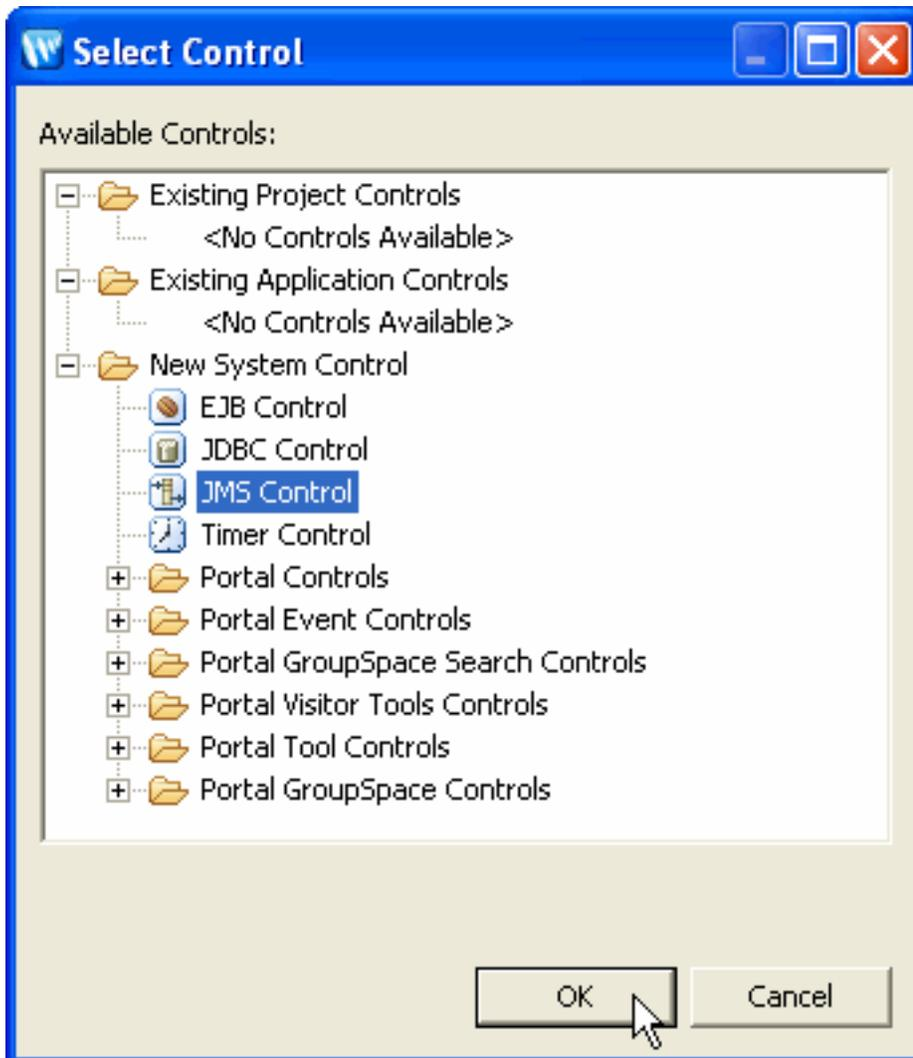 Select Control
Available Controls:
Existing Project Controls
<No Controls Available>
Existing Application Controls
<No Controls Available>
New System Control
EJB Control
JDBC Control
JMS Control
Timer Control
Portal Controls
Portal Event Controls
Portal GroupSpace Search Controls
Portal Visitor Tools Controls
Portal Tool Controls
Portal GroupSpace Controls
OK Cancel